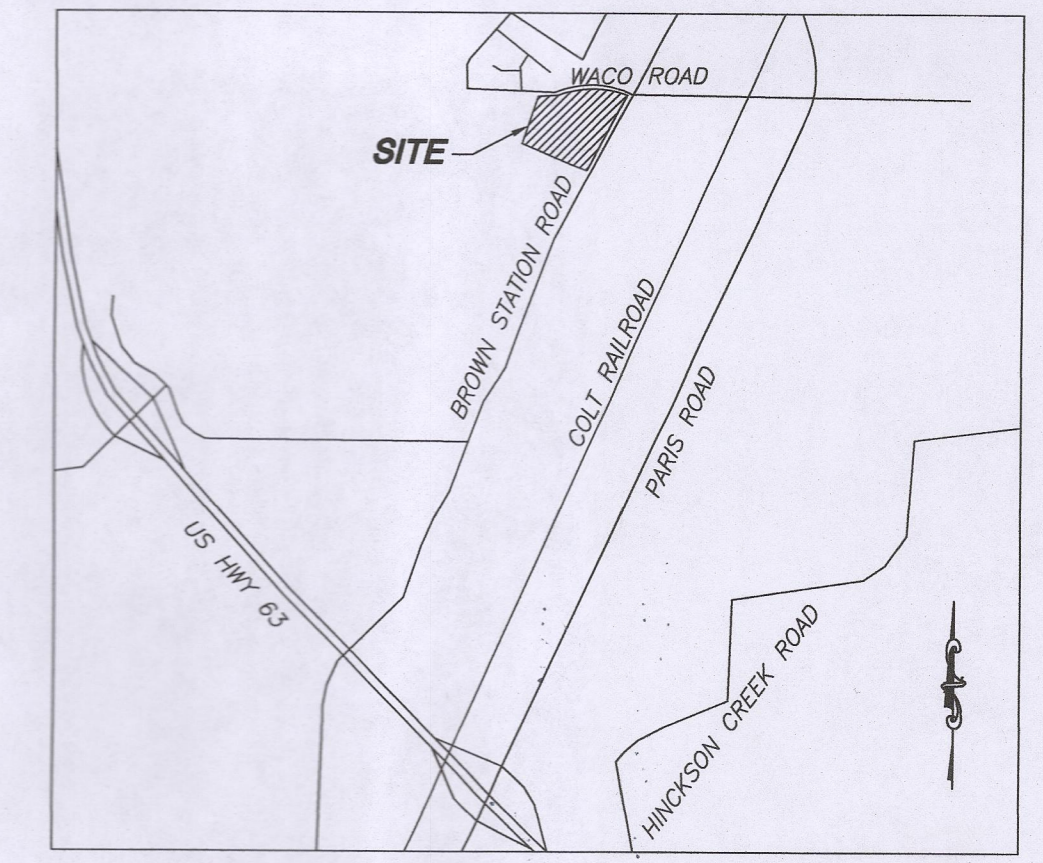 WACO ROAD
SITE
BROWN STATION ROAD
COLT RAILROAD
PARIS ROAD
US HWY 63
HINCKSON CREEK ROAD